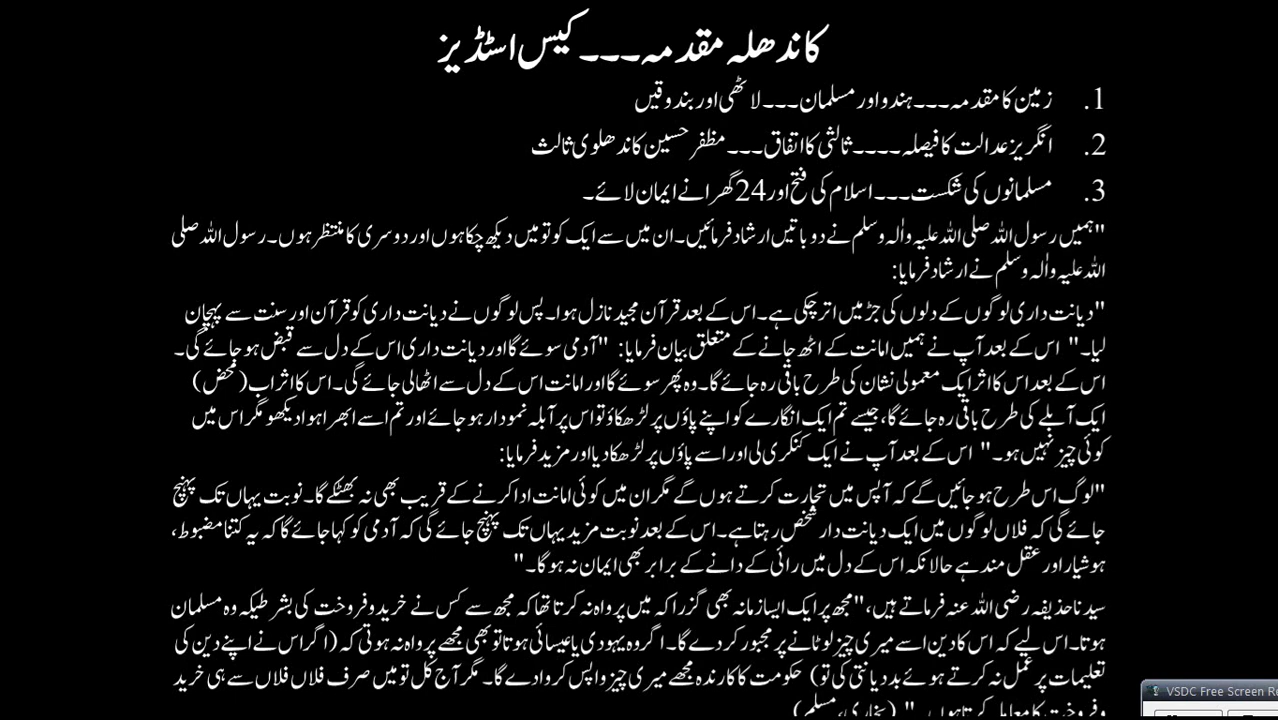 کاندھلہ مقدمہ۔۔۔کیس اسٹڈیز
1. زمین کا مقدمہ۔۔۔ہندو اور مسلمان۔۔۔لاٹھی اور بندوقیں
2. انگریز عدالت کا فیصلہ۔۔۔۔ثالثی کا اتفاق۔۔۔مظفر حسین کاندھلوی ثالث
3. مسلمانوں کی شکست۔۔۔اسلام کی فتح اور 24 گھرانے ایمان لائے۔
"ہمیں رسول اللہ صلی اللہ علیہ واٰلہ وسلم نے دو باتیں ارشاد فرمائیں۔ ان میں سے ایک کو تو میں دیکھ چکا ہوں اور دوسری کا منتظر ہوں۔ رسول اللہ صلی
اللہ علیہ واٰلہ وسلم نے ارشاد فرمایا:
"دیانت داری لوگوں کے دلوں کی جڑ میں اتر چکی ہے۔ اس کے بعد قرآن مجید نازل ہوا۔ پس لوگوں نے دیانت داری کو قرآن اور سنت سے پہچان
لیا۔" اس کے بعد آپ نے ہمیں امانت کے اٹھ جانے کے متعلق بیان فرمایا: "آدمی سوئے گا اور دیانت داری اس کے دل سے قبض ہو جائے گی۔
اس کے بعد اس کا اثر ایک معمولی نشان کی طرح باقی رہ جائے گا۔ وہ پھر سوئے گا اور امانت اس کے دل سے اٹھا لی جائے گی۔ اس کا اثر اب (محض)
ایک آبلے کی طرح باقی رہ جائے گا، جیسے تم ایک انگارے کو اپنے پاؤں پر لڑھکاؤ تو اس پر آبلہ نمودار ہو جائے اور تم اسے ابھرا ہوا دیکھو مگر اس میں
کوئی چیز نہیں ہو۔" اس کے بعد آپ نے ایک کنکری لی اور اسے پاؤں پر لڑھکا دیا اور مزید فرمایا:
"لوگ اس طرح ہو جائیں گے کہ آپس میں تجارت کرتے ہوں گے مگر ان میں کوئی امانت ادا کرنے کے قریب بھی نہ بھٹکے گا۔ نوبت یہاں تک پہنچ
جائے گی کہ فلاں لوگوں میں ایک دیانت دار شخص رہتا ہے۔ اس کے بعد نوبت مزید یہاں تک پہنچ جائے گی کہ آدمی کو کہا جائے گا کہ یہ کتنا مضبوط،
ہوشیار اور عقل مند ہے حالانکہ اس کے دل میں رائی کے دانے کے برابر بھی ایمان نہ ہوگا۔"
سیدنا حذیفہ رضی اللہ عنہ فرماتے ہیں، "مجھ پر ایک ایسا زمانہ بھی گزرا کہ میں پرواہ نہ کرتا تھا کہ مجھ سے کس نے خرید و فروخت کی بشرطیکہ وہ مسلمان
ہوتا۔ اس لیے کہ اس کا دین اسے میری چیز لوٹانے پر مجبور کر دے گا۔ اگر وہ یہودی یا عیسائی ہوتا تو بھی مجھے پرواہ نہ ہوتی کہ (اگر اس نے اپنے دین کی
تعلیمات پر عمل نہ کرتے ہوئے بددیانتی کی تو) حکومت کا کارندہ مجھے میری چیز واپس کروا دے گا۔ مگر آج کل تو میں صرف فلاں فلاں سے ہی خرید
و فروخت کا معاملہ کرتا ہوں۔" (بخاری، مسلم)
VSDC Free Screen Re